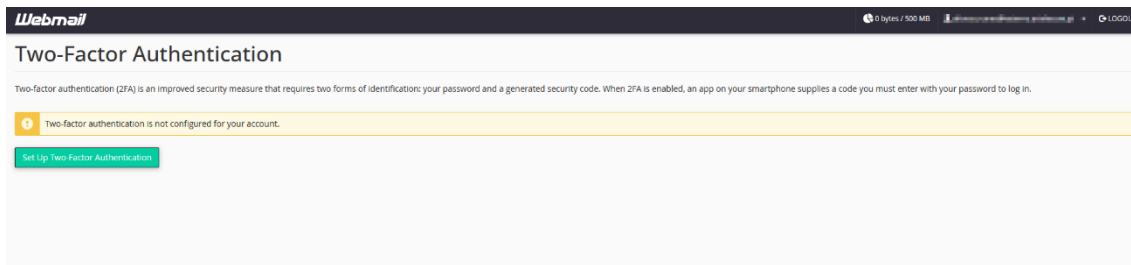 Webmail
0 bytes / 500 MB
LOGOU
Two-Factor Authentication
Two-factor authentication (2FA) is an improved security measure that requires two forms of identification: your password and a generated security code. When 2FA is enabled, an app on your smartphone supplies a code you must enter with your password to log in.
Two-factor authentication is not configured for your account.
Set Up Two-Factor Authentication